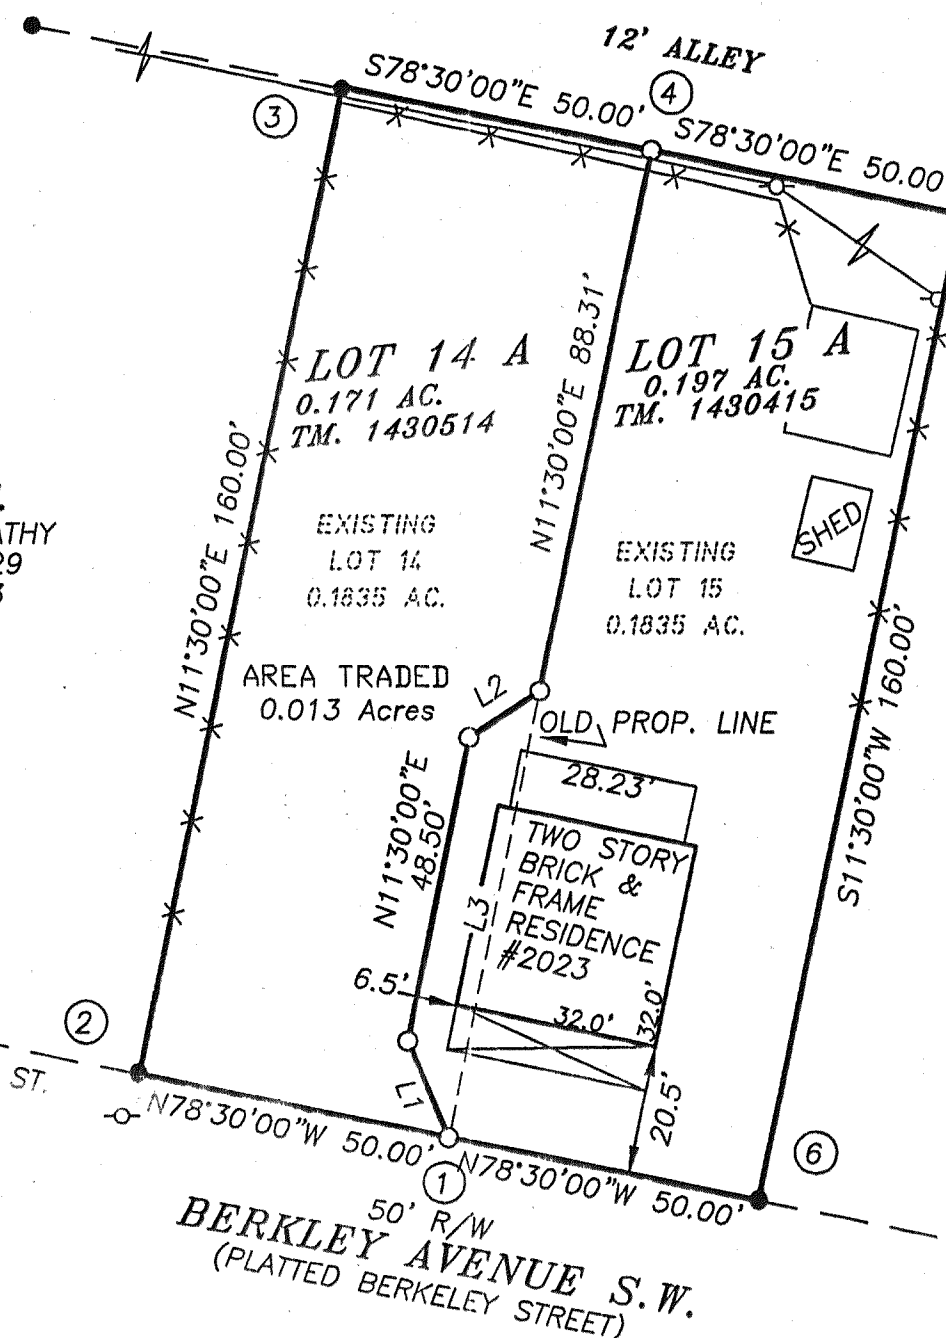 12' ALLEY
S78°30'00"E 50.00'
4
S78°30'00"E 50.00
3
N11°30'00"E 88.31'
LOT 14 A
0.171 AC.
TM. 1430514
LOT 15 A
0.197 AC.
TM. 1430415
N11°30'00"E 160.00'
ATHY
29
EXISTING
LOT 14
0.1835 AC.
EXISTING
LOT 15
0.1835 AC.
SHED
AREA TRADED
0.013 Acres
L2
OLD PROP. LINE
28.23'
S11°30'00"W 160.00'
N11°30'00"E
48.50'
TWO STORY
BRICK &
FRAME
RESIDENCE
#2023
L3
6.5'
32.0'
32.0'
2
ST.
L1
20.5'
N78°30'00"W 50.00'
N78°30'00"W 50.00'
6
1
50' R/W
BERKLEY AVENUE S.W.
(PLATTED BERKELEY STREET)